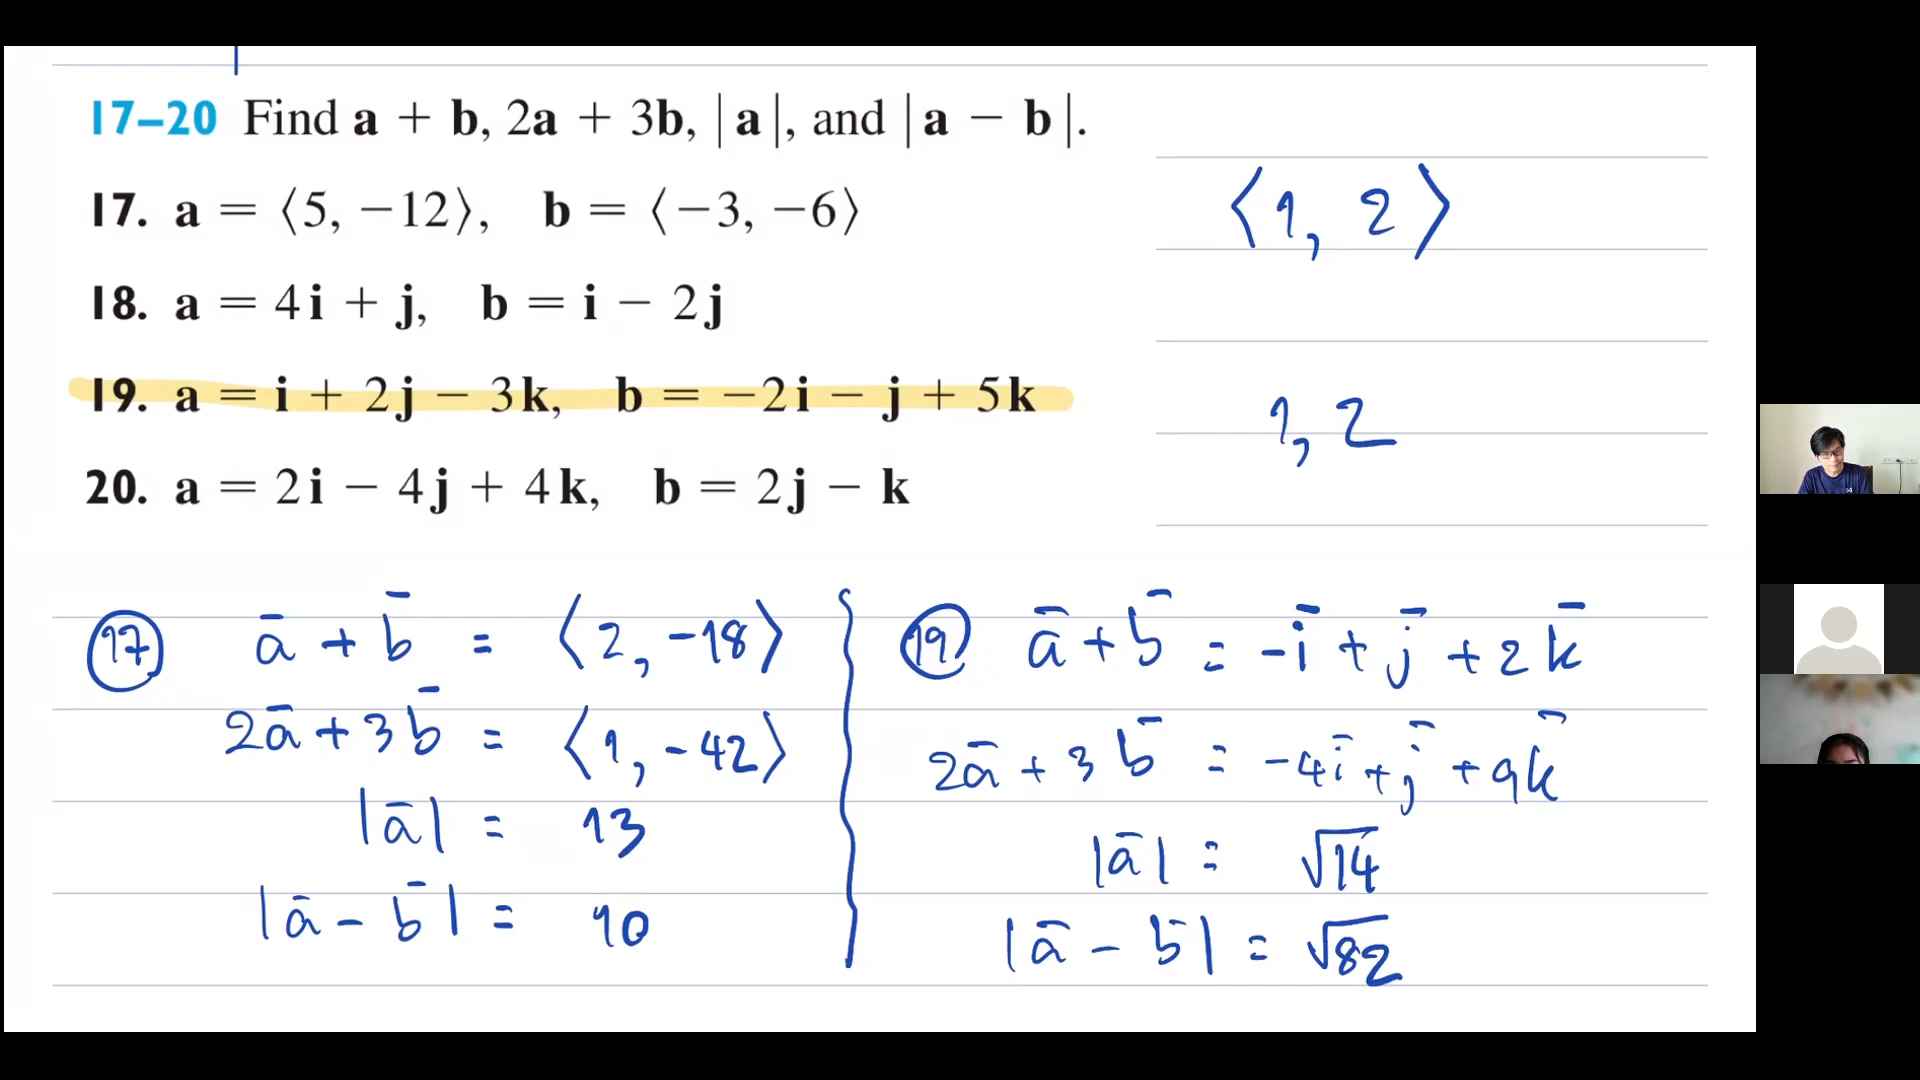 17–20 Find a + b, 2a + 3b, |a|, and |a − b|.
17. a = ⟨5, −12⟩, b = ⟨−3, −6⟩
18. a = 4i + j, b = i − 2j
19. a = i + 2j − 3k, b = −2i − j + 5k
20. a = 2i − 4j + 4k, b = 2j − k
⟨1, 2⟩
1, 2
17 a̅ + b̅ = ⟨2, -18⟩
2a̅ + 3b̅ = ⟨1, -42⟩
|a̅| = 13
|a̅ - b̅| = 10
19 a̅ + b̅ = -i̅ + j̅ + 2k̅
2a̅ + 3b̅ = -4i̅ + j̅ + 9k̅
|a̅| = √14
|a̅ - b̅| = √82